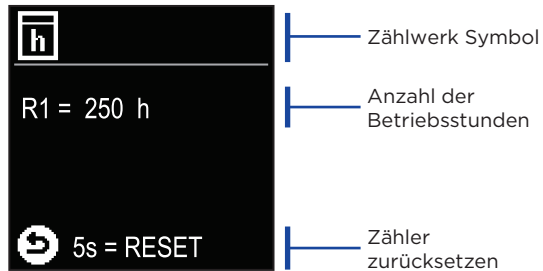 h
Zählwerk Symbol
R1 = 250 h
Anzahl der
Betriebsstunden
5s = RESET
Zähler
zurücksetzen